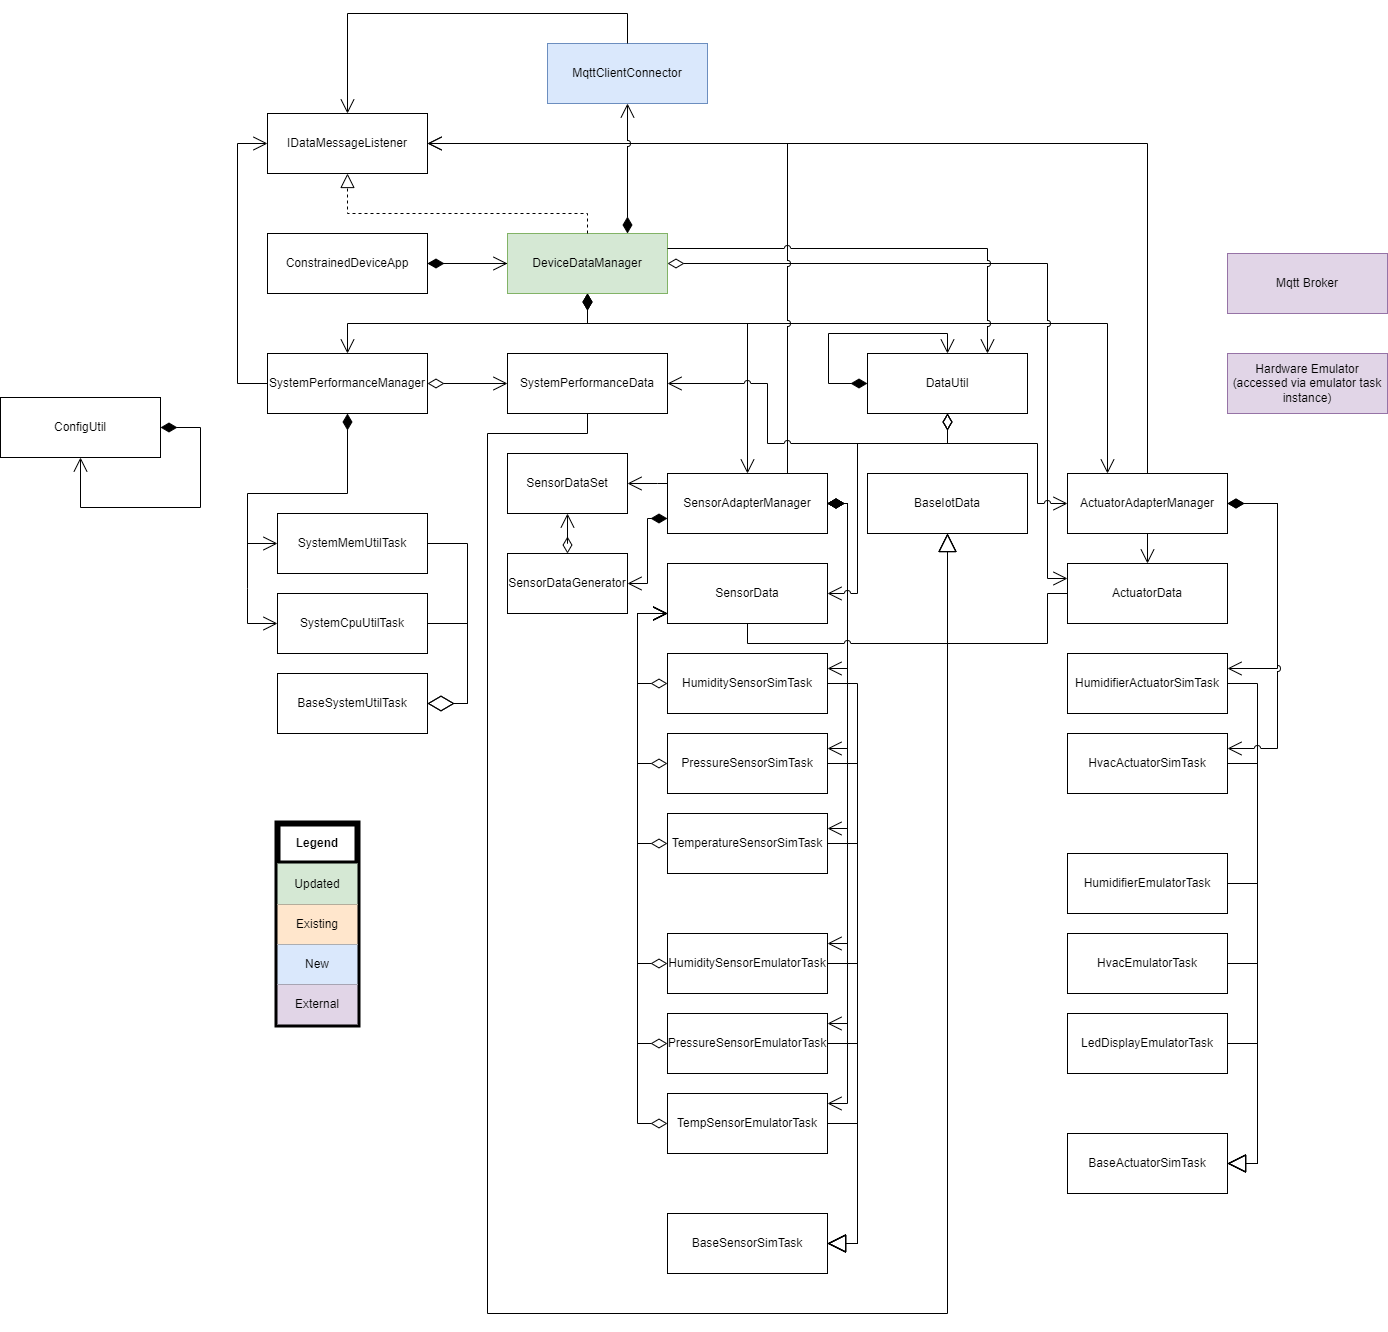 MqttClientConnector
IDataMessageListener
ConstrainedDeviceApp
DeviceDataManager
Mqtt Broker
SystemPerformanceManager
SystemPerformanceData
DataUtil
Hardware Emulator
(accessed via emulator task
instance)
ConfigUtil
SensorDataSet
SensorAdapterManager
BaseIotData
ActuatorAdapterManager
SystemMemUtilTask
SensorDataGenerator
SensorData
ActuatorData
SystemCpuUtilTask
BaseSystemUtilTask
HumiditySensorSimTask
HumidifierActuatorSimTask
PressureSensorSimTask
HvacActuatorSimTask
TemperatureSensorSimTask
Legend
Updated
Existing
New
External
HumidifierEmulatorTask
HumiditySensorEmulatorTask
HvacEmulatorTask
PressureSensorEmulatorTask
LedDisplayEmulatorTask
TempSensorEmulatorTask
BaseActuatorSimTask
BaseSensorSimTask